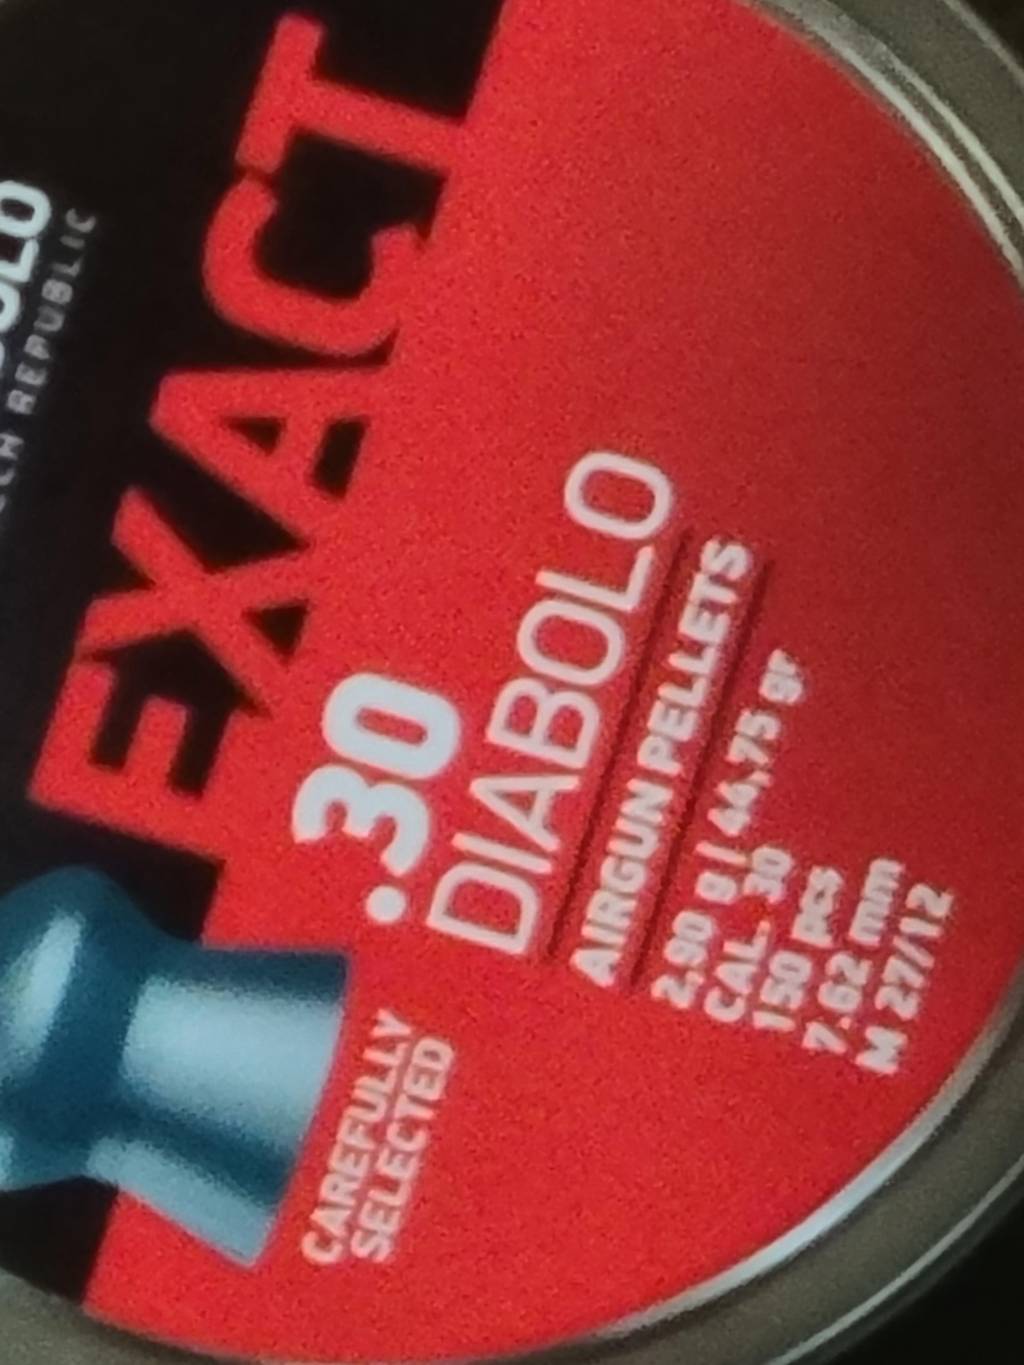 REPUBLIC
EXACT
.30
DIABOLO
AIRGUN PELLETS
2,90 g | 44,75 gr
CAL. 30
150 pcs
7.62 mm
M 27/12
CAREFULLY
SELECTED